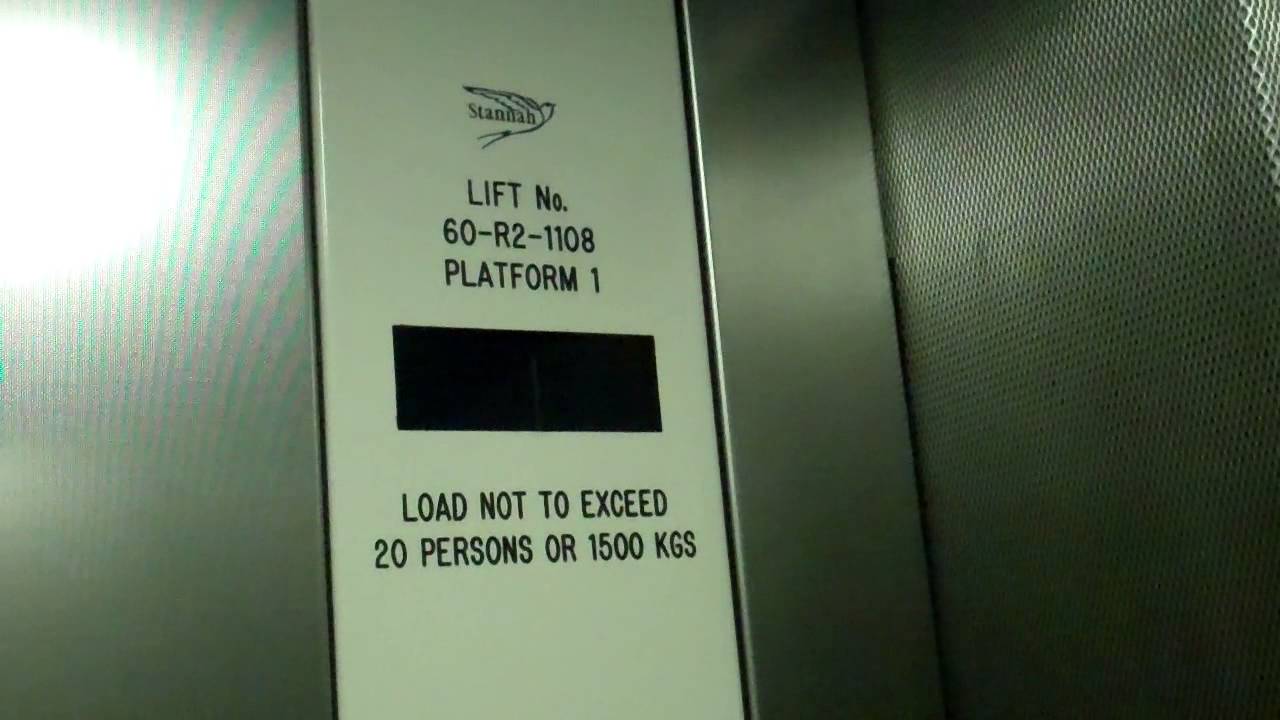 Stannah
LIFT No.
60-R2-1108
PLATFORM 1
LOAD NOT TO EXCEED
20 PERSONS OR 1500 KGS